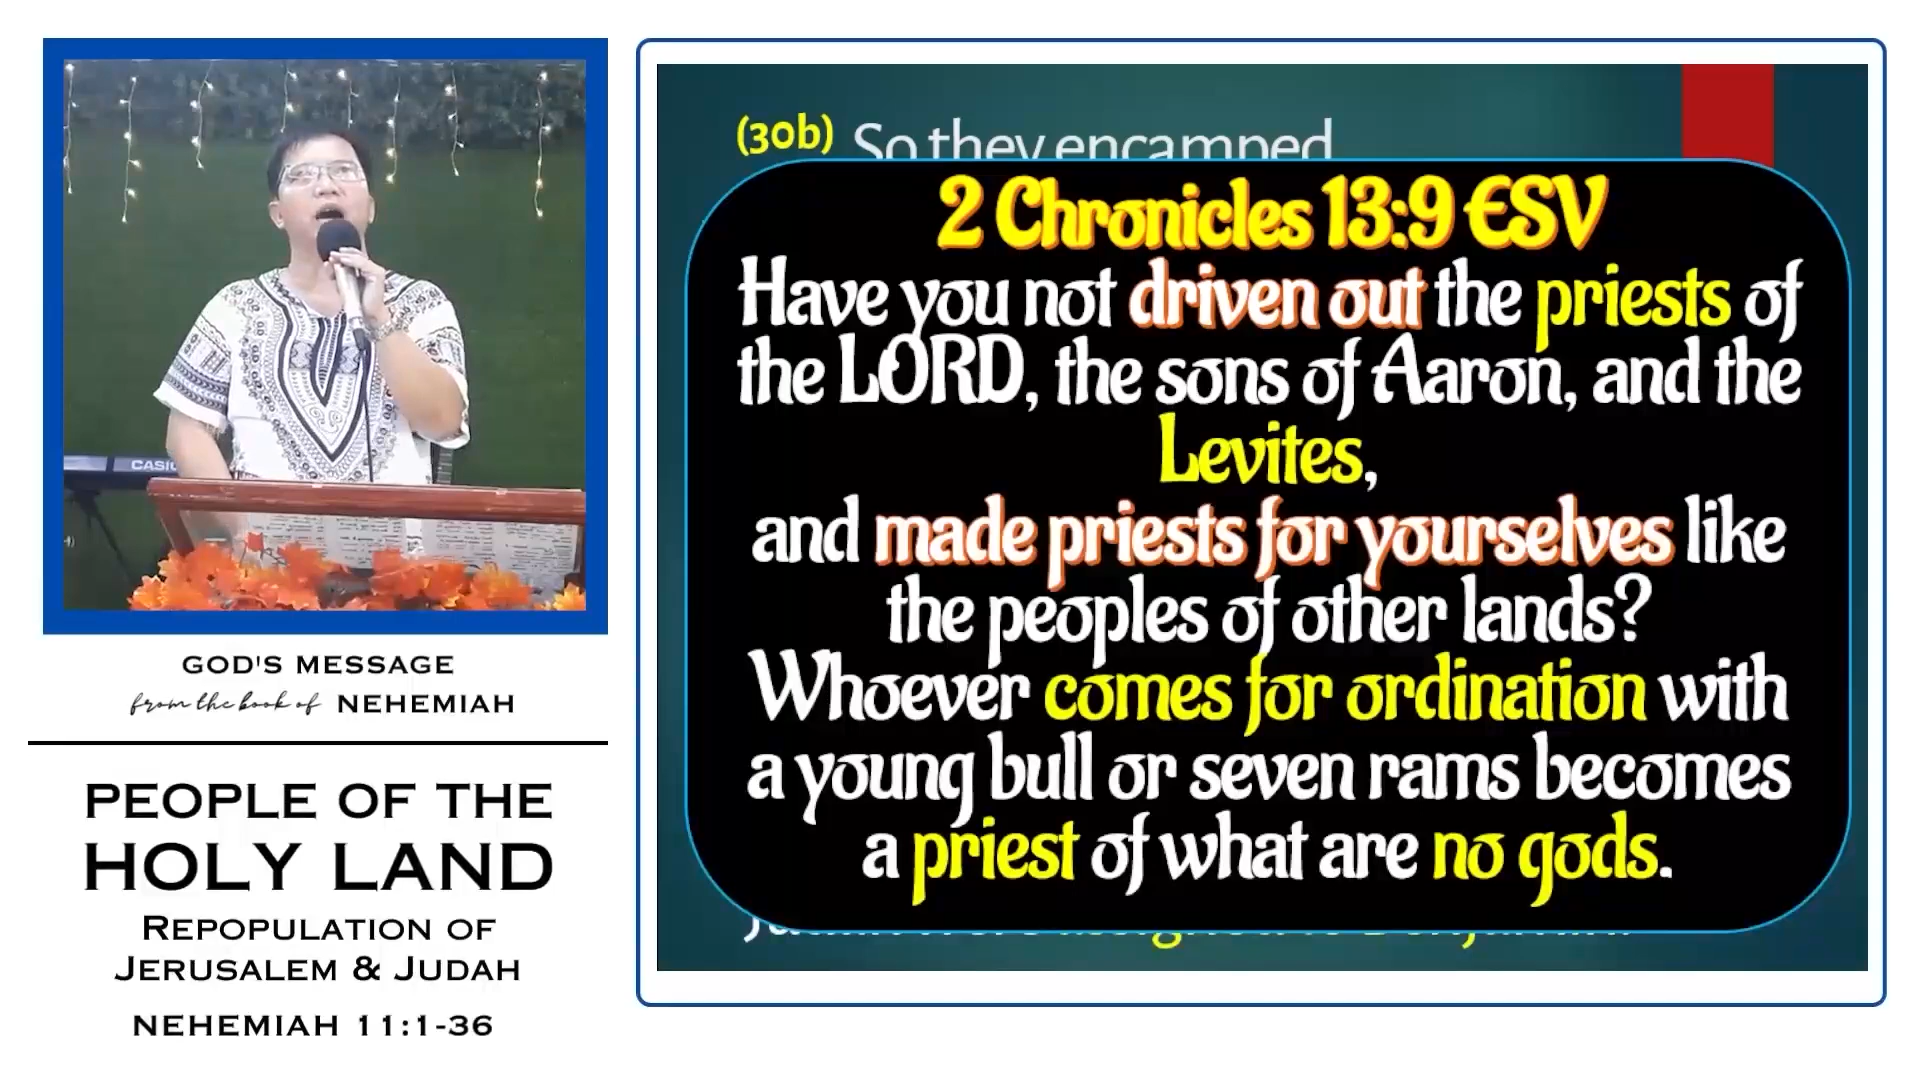 CASIO
GOD'S MESSAGE
from the book of NEHEMIAH
PEOPLE OF THE
HOLY LAND
REPOPULATION OF
JERUSALEM & JUDAH
NEHEMIAH 11:1-36
(30b) So they encamped
2 Chronicles 13:9 ESV
Have you not driven out the priests of
the LORD, the sons of Aaron, and the
Levites,
and made priests for yourselves like
the peoples of other lands?
Whoever comes for ordination with
a young bull or seven rams becomes
a priest of what are no gods.